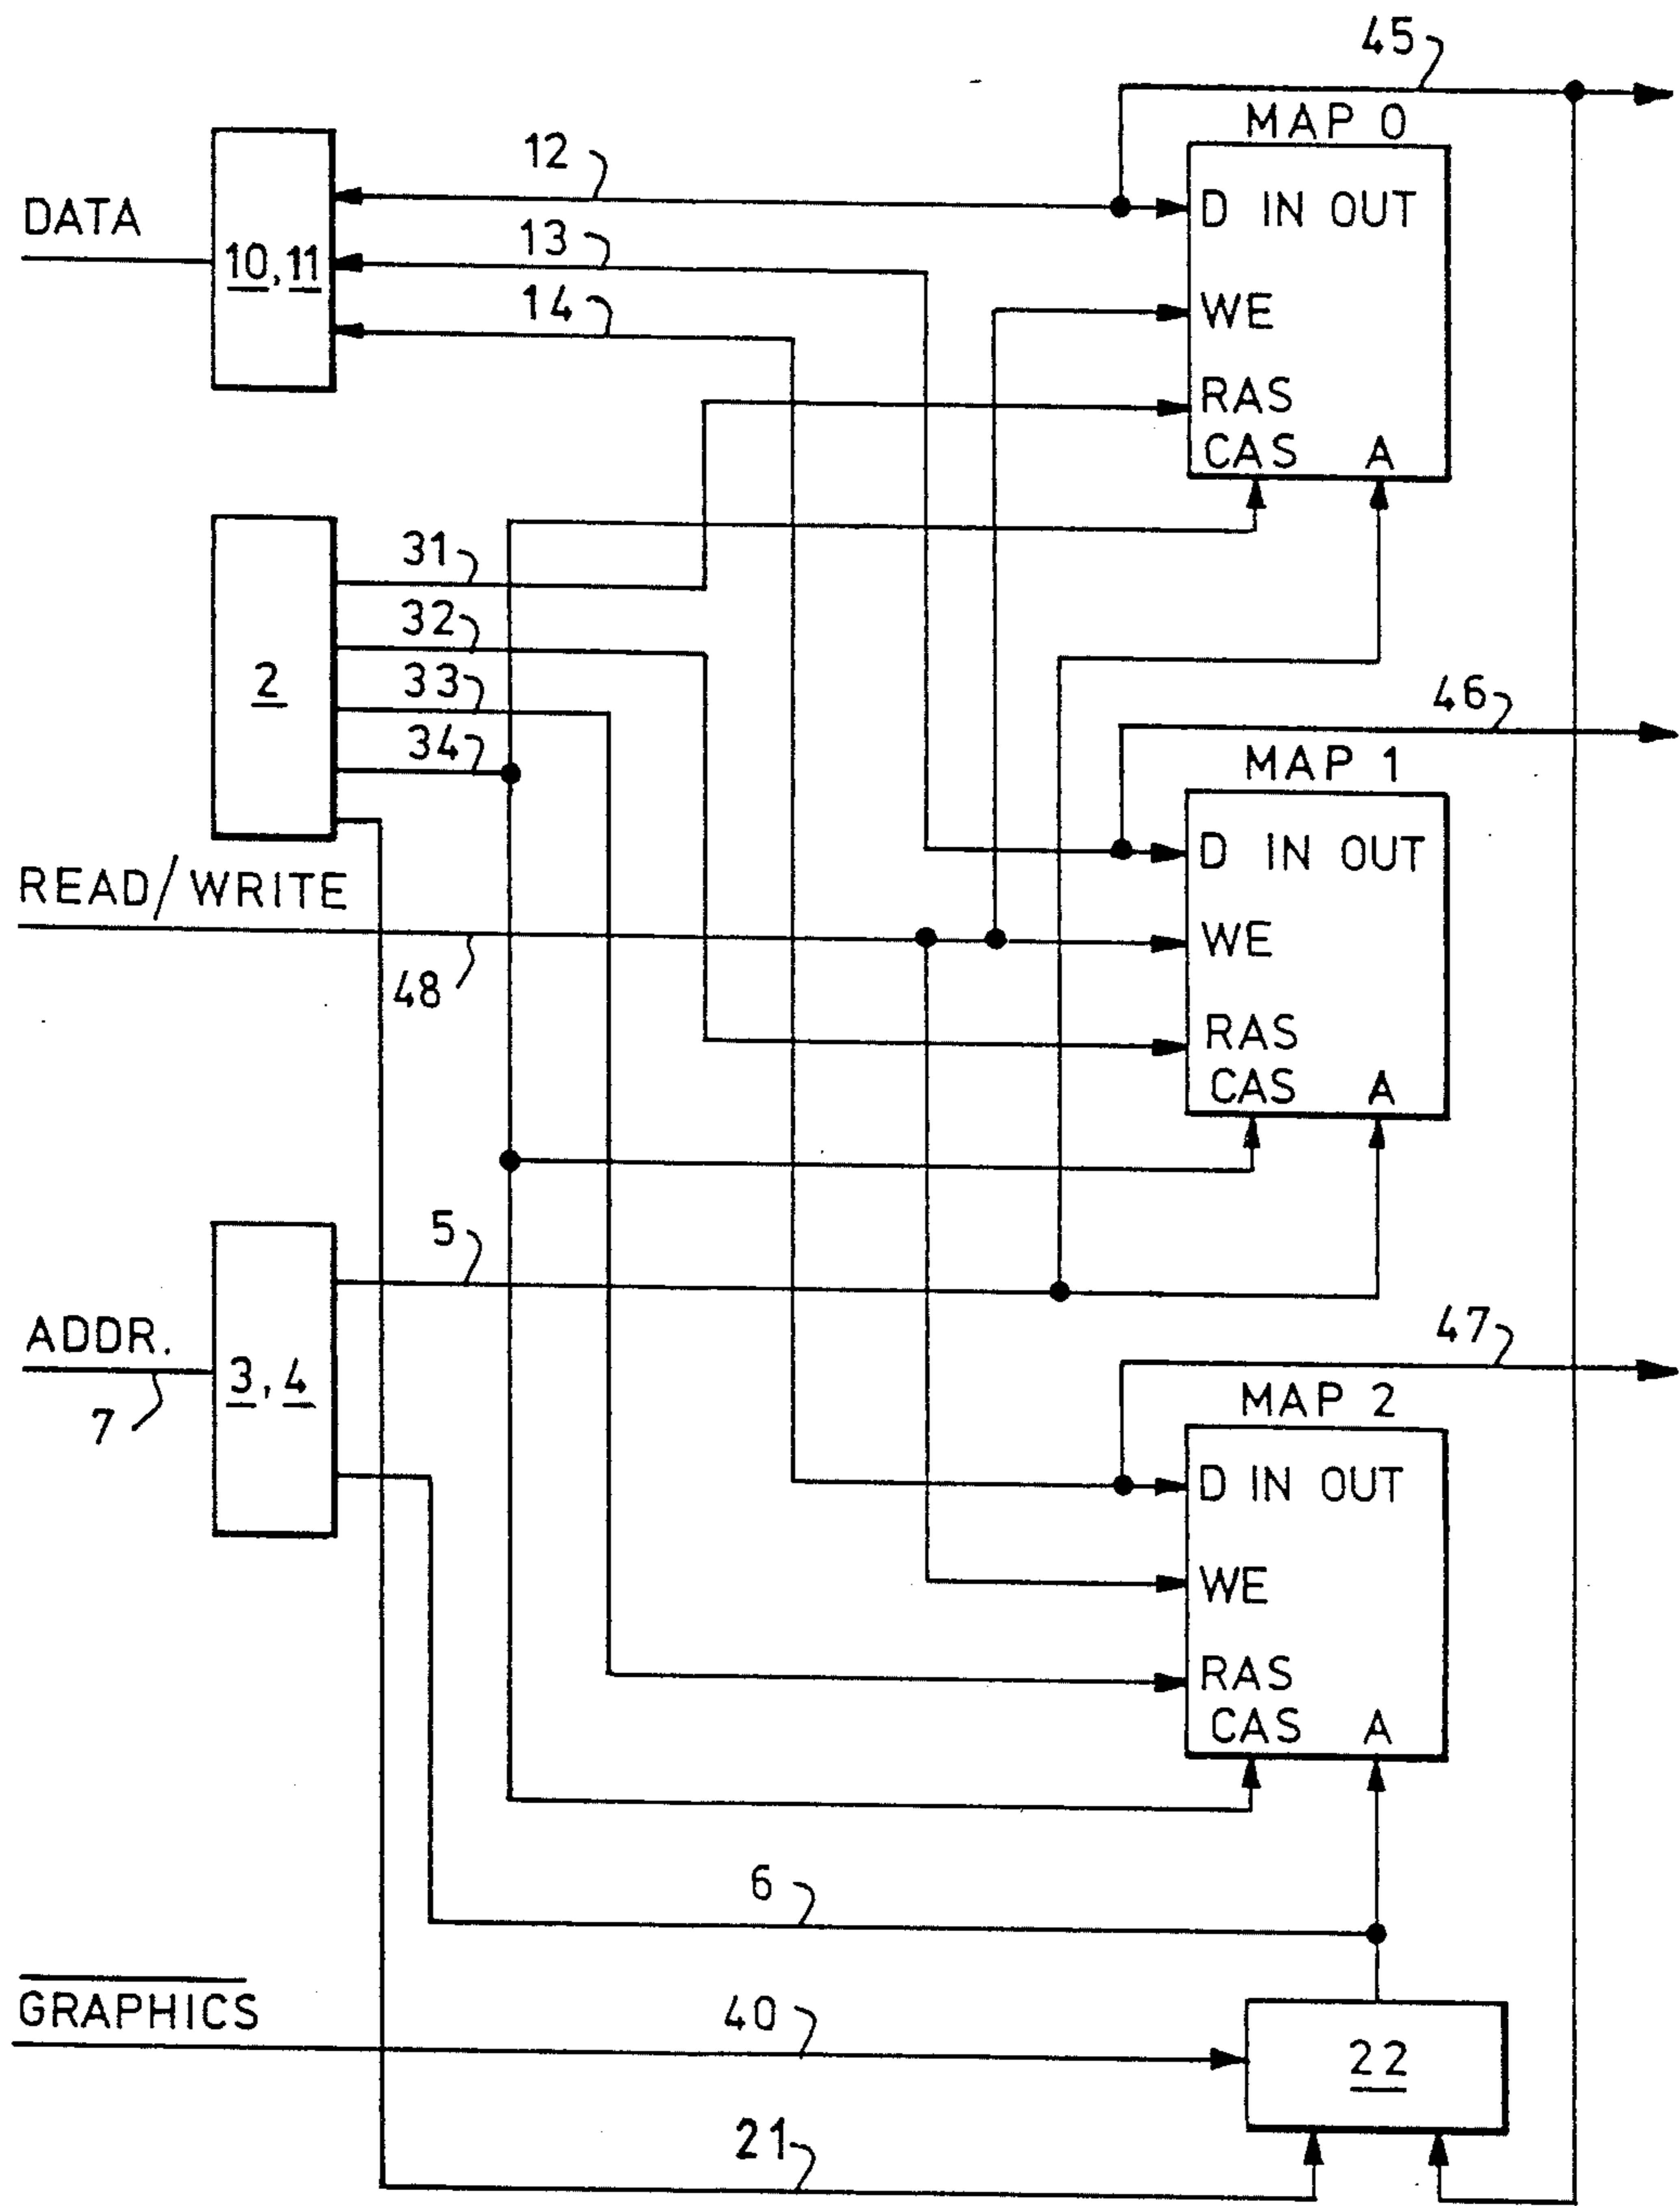 45
MAP 0
12
D IN OUT
DATA
13
10, 11
14
WE
RAS
CAS A
31
32
2
33
34
46
MAP 1
D IN OUT
READ/WRITE
WE
48
RAS
CAS A
5
ADDR.
47
3, 4
7
MAP 2
D IN OUT
WE
RAS
CAS A
6
GRAPHICS
40
22
21